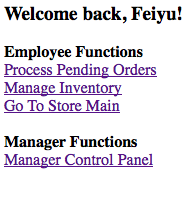 Welcome back, Feiyu!
Employee Functions
Process Pending Orders
Manage Inventory
Go To Store Main
Manager Functions
Manager Control Panel